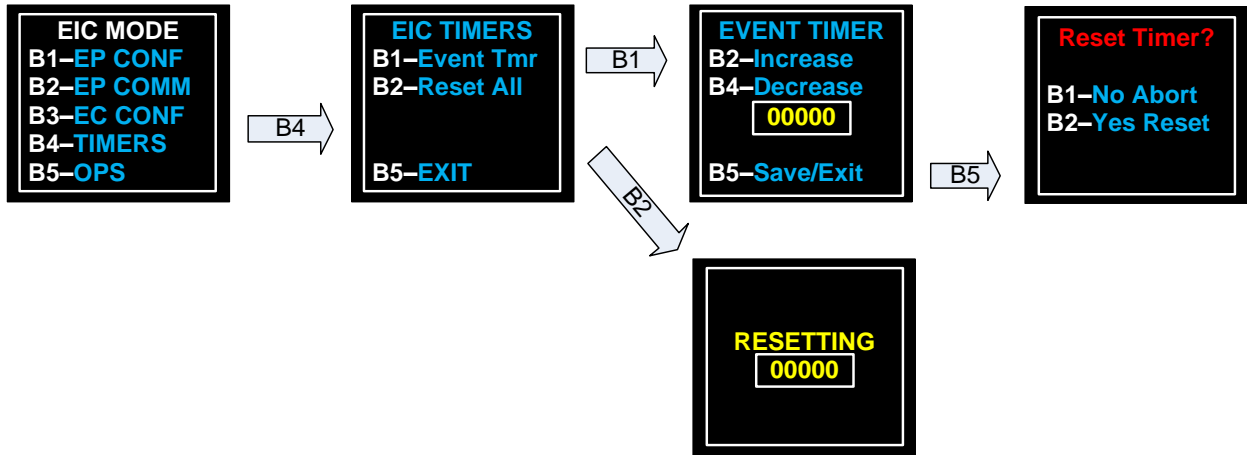 EIC MODE
B1–EP CONF
B2–EP COMM
B3–EC CONF
B4–TIMERS
B5–OPS
B4
EIC TIMERS
B1–Event Tmr
B2–Reset All
B5–EXIT
B1
B2
EVENT TIMER
B2–Increase
B4–Decrease
00000
B5–Save/Exit
B5
Reset Timer?
B1–No Abort
B2–Yes Reset
RESETTING
00000